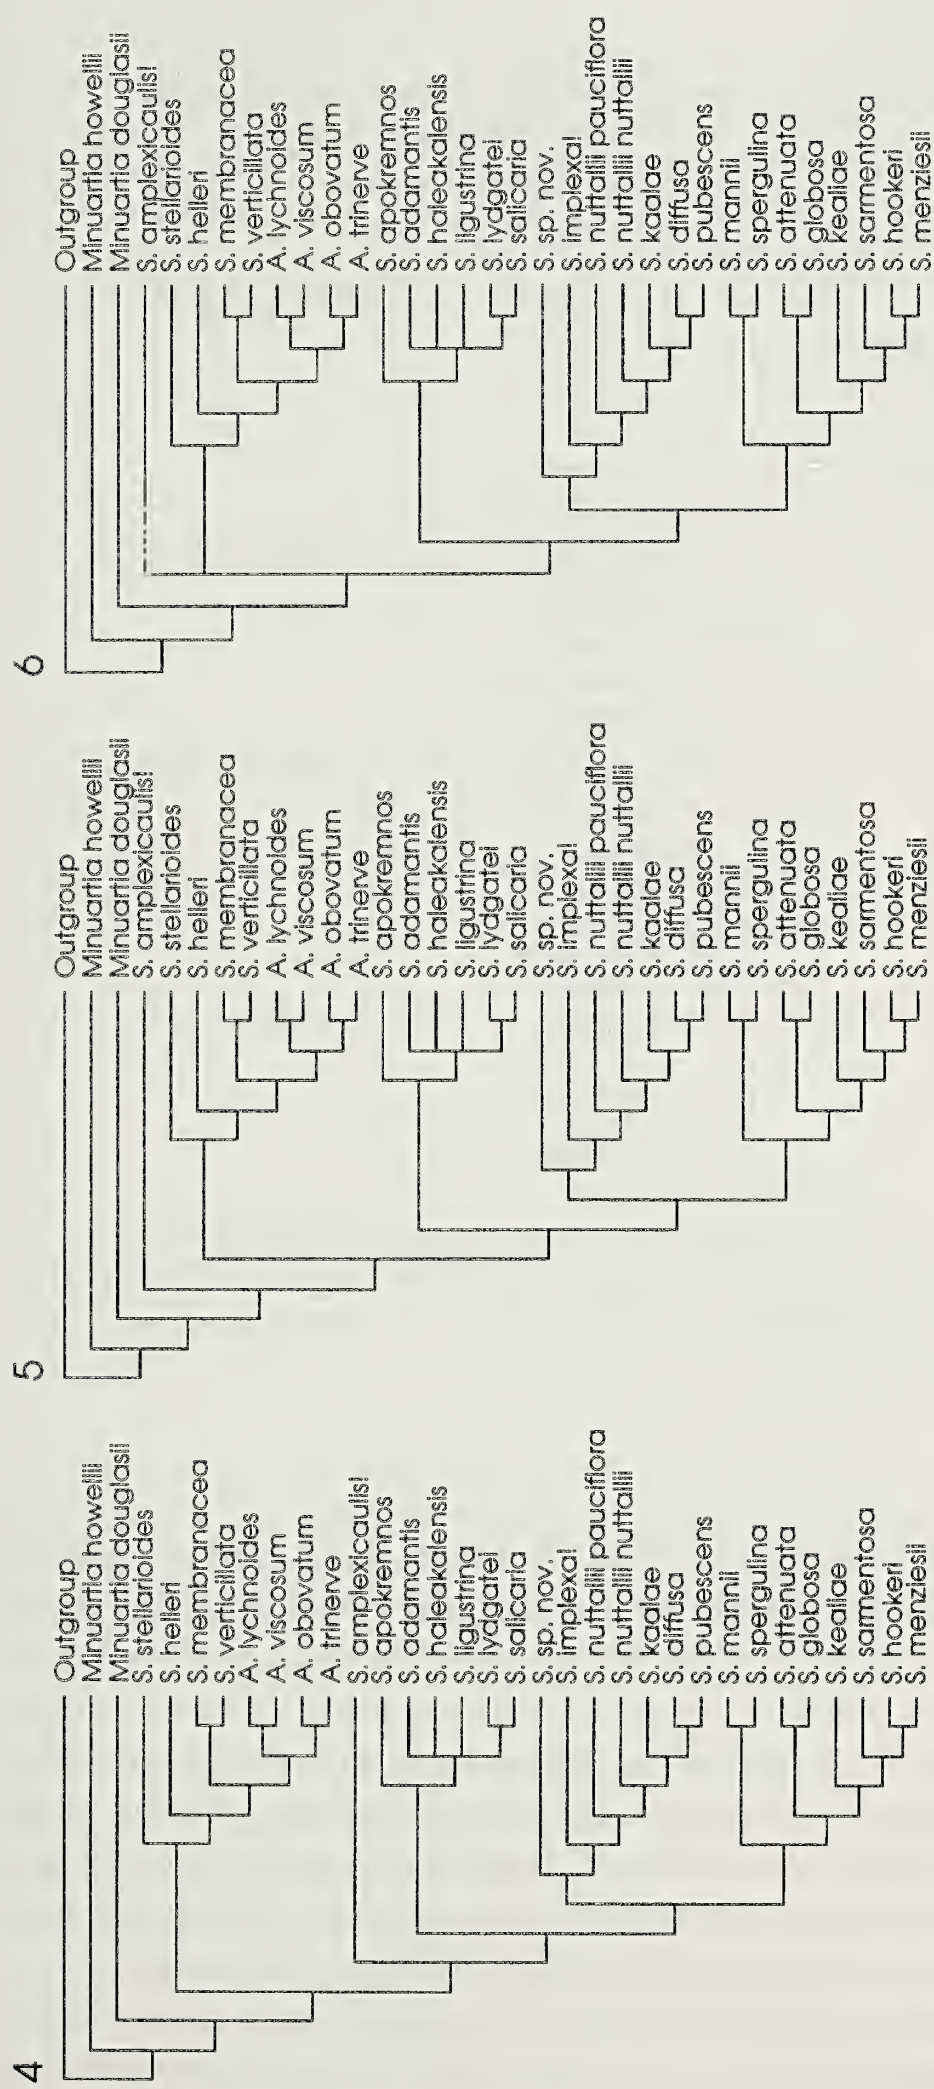 4
Outgroup
Minuartia howellii
Minuartia douglasii
S. stellarioides
S. helleri
S. membranacea
S. verticillata
A. lychnoides
A. viscosum
A. obovatum
A. trinerve
S. amplexicaulis!
S. apokremnos
S. adamantis
S. haleakalensis
S. ligustrina
S. lydgatei
S. salicaria
S. sp. nov.
S. implexa!
S. nuttallii pauciflora
S. nuttallii nuttallii
S. kaalae
S. diffusa
S. pubescens
S. mannii
S. spergulina
S. attenuata
S. globosa
S. kealiae
S. sarmentosa
S. hookeri
S. menziesii
5
Outgroup
Minuartia howellii
Minuartia douglasii
S. amplexicaulis!
S. stellarioides
S. helleri
S. membranacea
S. verticillata
A. lychnoides
A. viscosum
A. obovatum
A. trinerve
S. apokremnos
S. adamantis
S. haleakalensis
S. ligustrina
S. lydgatei
S. salicaria
S. sp. nov.
S. implexa!
S. nuttallii pauciflora
S. nuttallii nuttallii
S. kaalae
S. diffusa
S. pubescens
S. mannii
S. spergulina
S. attenuata
S. globosa
S. kealiae
S. sarmentosa
S. hookeri
S. menziesii
6
Outgroup
Minuartia howellii
Minuartia douglasii
S. amplexicaulis!
S. stellarioides
S. helleri
S. membranacea
S. verticillata
A. lychnoides
A. viscosum
A. obovatum
A. trinerve
S. apokremnos
S. adamantis
S. haleakalensis
S. ligustrina
S. lydgatei
S. salicaria
S. sp. nov.
S. implexa!
S. nuttallii pauciflora
S. nuttallii nuttallii
S. kaalae
S. diffusa
S. pubescens
S. mannii
S. spergulina
S. attenuata
S. globosa
S. kealiae
S. sarmentosa
S. hookeri
S. menziesii